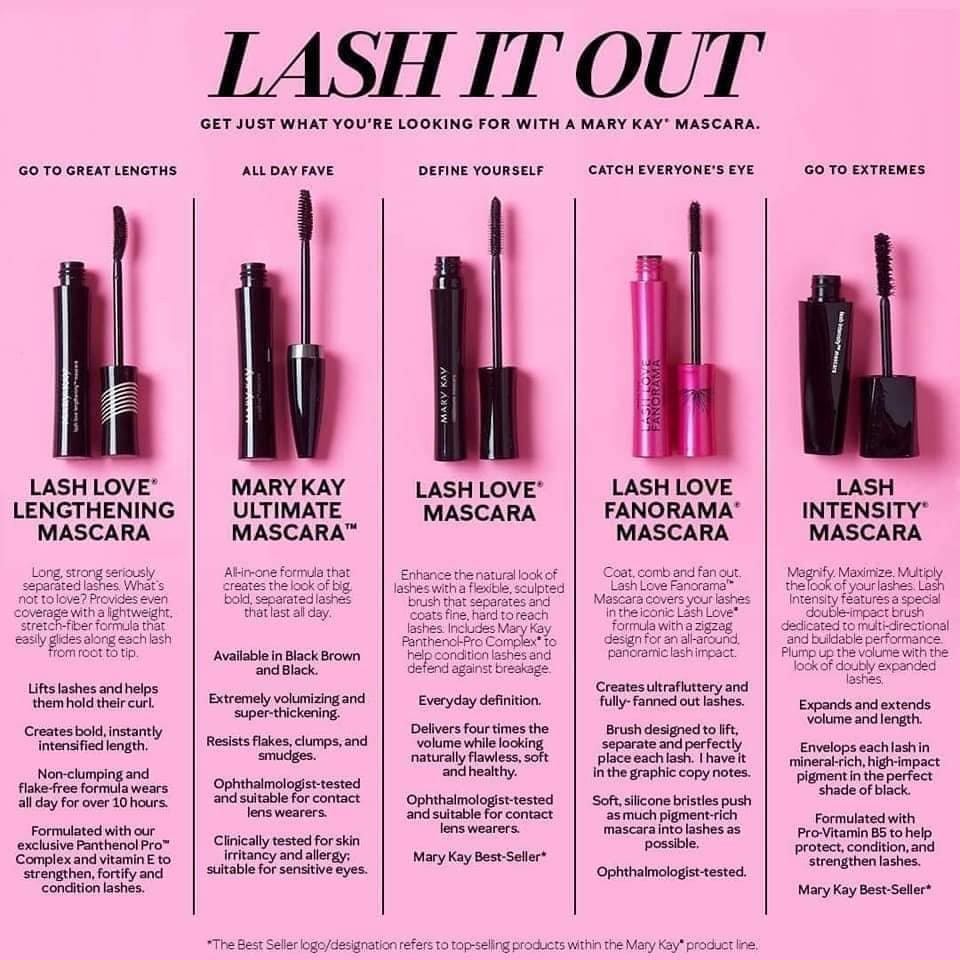 LASH IT OUT
GET JUST WHAT YOU'RE LOOKING FOR WITH A MARY KAY® MASCARA.
GO TO GREAT LENGTHS
LASH LOVE®
LENGTHENING
MASCARA
Long, strong seriously
separated lashes. What's
not to love? Provides even
coverage with a lightweight,
stretch-fiber formula that
easily glides along each lash
from root to tip.
Lifts lashes and helps
them hold their curl.
Creates bold, instantly
intensified length.
Non-clumping and
flake-free formula wears
all day for over 10 hours.
Formulated with our
exclusive Panthenol Pro™
Complex and vitamin E to
strengthen, fortify and
condition lashes.
ALL DAY FAVE
MARY KAY
MARY KAY
ULTIMATE
MASCARA™
All-in-one formula that
creates the look of big,
bold, separated lashes
that last all day.
Available in Black Brown
and Black.
Extremely volumizing and
super-thickening.
Resists flakes, clumps, and
smudges.
Ophthalmologist-tested
and suitable for contact
lens wearers.
Clinically tested for skin
irritancy and allergy;
suitable for sensitive eyes.
DEFINE YOURSELF
MARY KAY
LASH LOVE®
MASCARA
Enhance the natural look of
lashes with a flexible, sculpted
brush that separates and
coats fine, hard to reach
lashes. Includes Mary Kay
Panthenol-Pro Complex® to
help condition lashes and
defend against breakage.
Everyday definition.
Delivers four times the
volume while looking
naturally flawless, soft
and healthy.
Ophthalmologist-tested
and suitable for contact
lens wearers.
Mary Kay Best-Seller*
CATCH EVERYONE'S EYE
LASH LOVE
FANORAMA
LASH LOVE
FANORAMA®
MASCARA
Coat, comb and fan out.
Lash Love Fanorama™
Mascara covers your lashes
in the iconic Lash Love®
formula with a zigzag
design for an all-around,
panoramic lash impact.
Creates ultrafluttery and
fully- fanned out lashes.
Brush designed to lift,
separate and perfectly
place each lash. I have it
in the graphic copy notes.
Soft, silicone bristles push
as much pigment-rich
mascara into lashes as
possible.
Ophthalmologist-tested.
GO TO EXTREMES
lash intensity™ mascara
LASH
INTENSITY®
MASCARA
Magnify. Maximize. Multiply
the look of your lashes. Lash
Intensity features a special
double-impact brush
dedicated to multi-directional
and buildable performance.
Plump up the volume with the
look of doubly expanded
lashes.
Expands and extends
volume and length.
Envelops each lash in
mineral-rich, high-impact
pigment in the perfect
shade of black.
Formulated with
Pro-Vitamin B5 to help
protect, condition, and
strengthen lashes.
Mary Kay Best-Seller*
*The Best Seller logo/designation refers to top-selling products within the Mary Kay® product line.